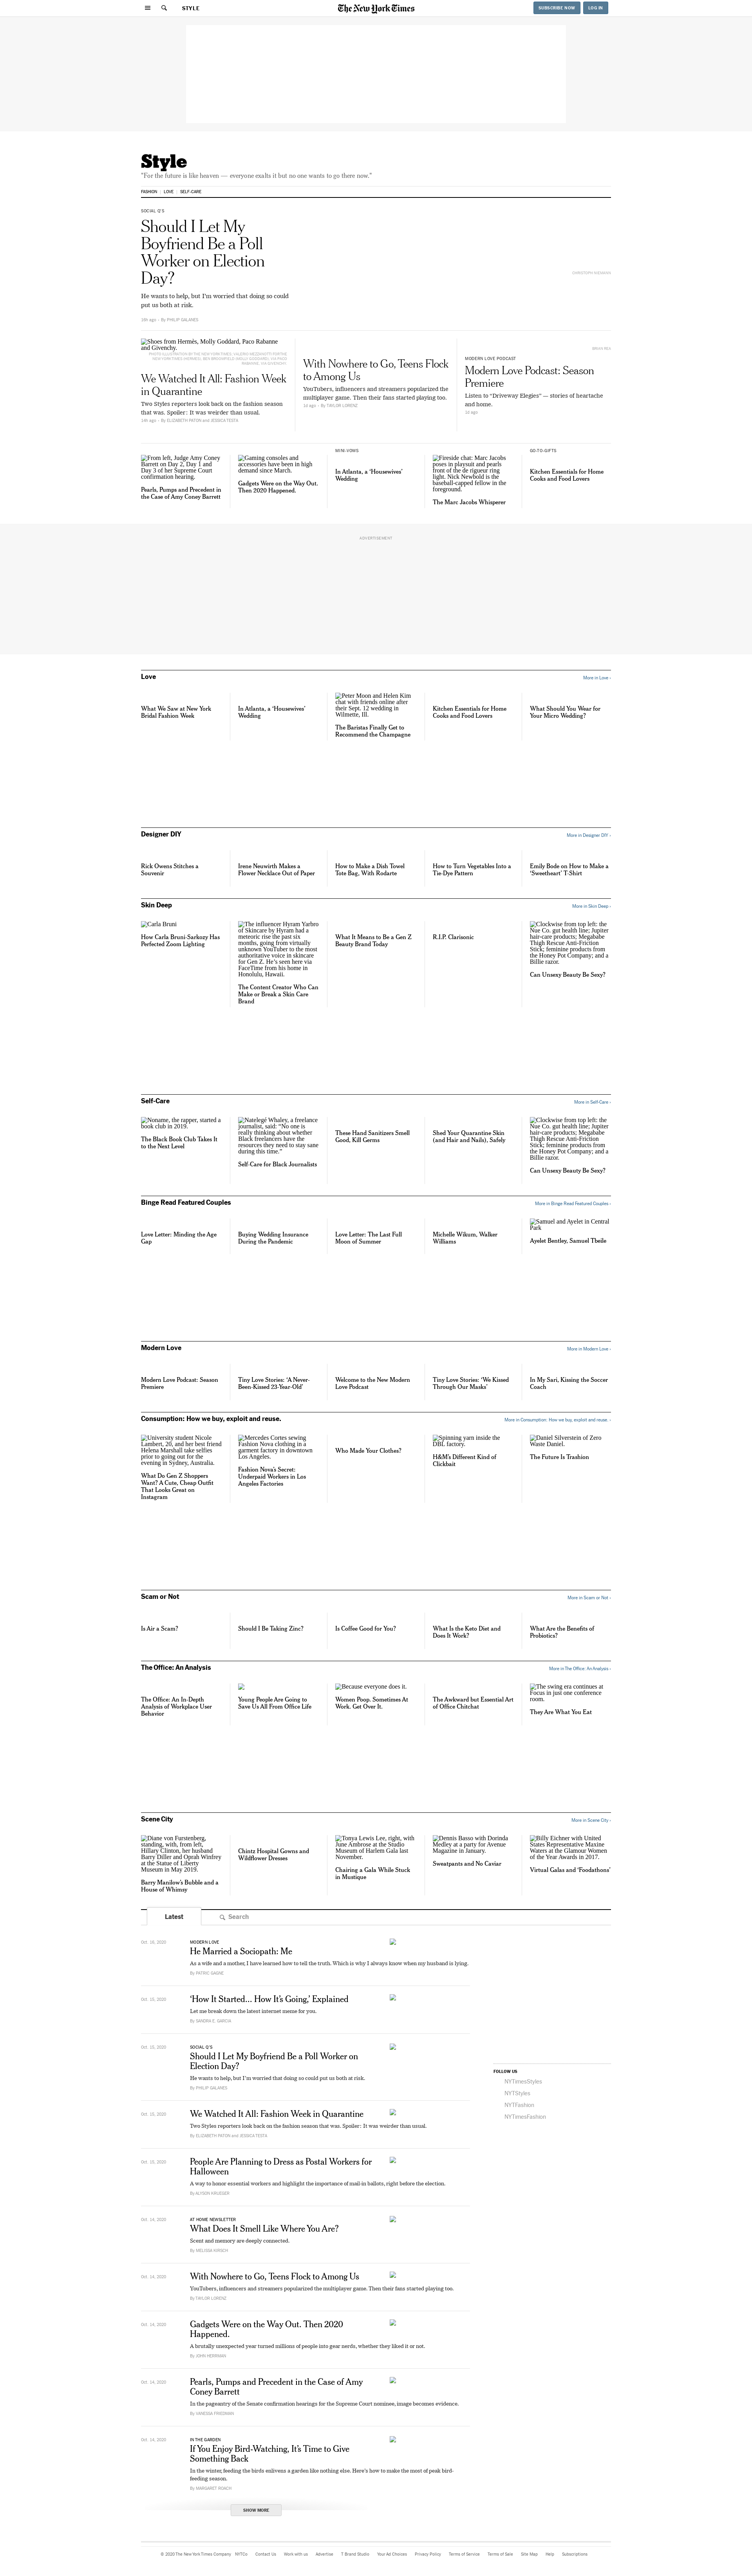 STYLE
The New York Times
SUBSCRIBE NOW
LOG IN
Style
"For me the future is like heaven — everyone exalts it but no one wants to go there now."
FASHION
LOVE
SELF-CARE
SOCIAL Q'S
Should I Let My
Boyfriend Be a Poll
Worker on Election
Day?
He wants to help, but I'm worried that doing so could
put us both at risk.
16h ago · By PHILIP GALANES
CHRISTOPH NIEMANN
Shoes from Hermès, Molly Goddard, Paco Rabanne
and Givenchy.
We Watched It All: Fashion Week
in Quarantine
Two Styles reporters look back on the fashion season
that was. Spoiler: It was weirder than usual.
By ELIZABETH PATON and JESSICA TESTA
With Nowhere to Go, Teens Flock
to Among Us
YouTubers, influencers and streamers popularized the
multiplayer game. Then their fans started playing too.
1d ago · By TAYLOR LORENZ
BRIAN REA
MODERN LOVE PODCAST
Modern Love Podcast: Season
Premiere
Listen to "Driveway Elegies" — stories of heartache
and home.
1d ago
From left, Judge Amy Coney
Barrett on Day 2, Day 1 and
Day 3 of her Supreme Court
confirmation hearing.
Pearls, Pumps and Precedent in
the Case of Amy Coney Barrett
Gaming consoles and
accessories have been in high
demand since March.
Gadgets Were on the Way Out.
Then 2020 Happened.
MINI-VOWS
In Atlanta, a 'Housewives'
Wedding
Fireside chat: Marc Jacobs
poses in playsuit and pearls
front of the de rigueur ring
light. Nick Newbold is the
baseball-capped fellow in the
foreground.
The Marc Jacobs Whisperer
GO-TO-GIFTS
Kitchen Essentials for Home
Cooks and Food Lovers
ADVERTISEMENT
Love
More in Love ›
What We Saw at New York
Bridal Fashion Week
In Atlanta, a 'Housewives'
Wedding
Peter Moon and Helen Kim
chat with friends online after
their Sept. 12 wedding in
Wilmette, Ill.
The Baristas Finally Get to
Recommend the Champagne
Kitchen Essentials for Home
Cooks and Food Lovers
What Should You Wear for
Your Micro Wedding?
Designer DIY
More in Designer DIY ›
Rick Owens Stitches a
Souvenir
Irene Neuwirth Makes a
Flower Necklace Out of Paper
How to Make a Dish Towel
Tote Bag, With Rodarte
How to Turn Vegetables Into a
Tie-Dye Pattern
Emily Bode on How to Make a
'Sweetheart' T-Shirt
Skin Deep
More in Skin Deep ›
Carla Bruni
How Carla Bruni-Sarkozy Has
Perfected Zoom Lighting
The influencer Hyram Yarbro
of Skincare by Hyram had a
meteoric rise the past six
months, going from virtually
unknown YouTuber to the most
authoritative voice in skincare
for Gen Z. He's seen here via
FaceTime from his home in
Honolulu, Hawaii.
The Content Creator Who Can
Make or Break a Skin Care
Brand
What It Means to Be a Gen Z
Beauty Brand Today
R.I.P. Clarisonic
Clockwise from top left: the
Nue Co. gut health line; Jupiter
hair-care products; Megababe
Thigh Rescue Anti-Friction
Stick; feminine products from
the Honey Pot Company; and a
Billie razor.
Can Unsexy Beauty Be Sexy?
Self-Care
More in Self-Care ›
Noname, the rapper, started a
book club in 2019.
The Black Book Club Takes It
to the Next Level
Natelegé Whaley, a freelance
journalist, said: "No one is
really thinking about whether
Black freelancers have the
resources they need to stay sane
during this time."
Self-Care for Black Journalists
These Hand Sanitizers Smell
Good, Kill Germs
Shed Your Quarantine Skin
(and Hair and Nails), Safely
Clockwise from top left: the
Nue Co. gut health line; Jupiter
hair-care products; Megababe
Thigh Rescue Anti-Friction
Stick; feminine products from
the Honey Pot Company; and a
Billie razor.
Can Unsexy Beauty Be Sexy?
Binge Read Featured Couples
More in Binge Read Featured Couples ›
Love Letter: Minding the Age
Gap
Buying Wedding Insurance
During the Pandemic
Love Letter: The Last Full
Moon of Summer
Michelle Wikum, Walker
Williams
Samuel and Ayelet in Central
Park
Ayelet Bentley, Samuel Tbeile
Modern Love
More in Modern Love ›
Modern Love Podcast: Season
Premiere
Tiny Love Stories: 'A Never-
Been-Kissed 23-Year-Old'
Welcome to the New Modern
Love Podcast
Tiny Love Stories: 'We Kissed
Through Our Masks'
In My Sari, Kissing the Soccer
Coach
Consumption: How we buy, exploit and reuse.
More in Consumption: How we buy, exploit and reuse. ›
University student Nicole
Lambert, 20, and her best friend
Helena Marshall take selfies
prior to going out for the
evening in Sydney, Australia.
What Do Gen Z Shoppers
Want? A Cute, Cheap Outfit
That Looks Great on
Instagram
Mercedes Cortes sewing
Fashion Nova clothing in a
garment factory in downtown
Los Angeles.
Fashion Nova's Secret:
Underpaid Workers in Los
Angeles Factories
Who Made Your Clothes?
Spinning yarn inside the
DBL factory.
H&M's Different Kind of
Clickbait
Daniel Silverstein of Zero
Waste Daniel.
The Future Is Trashion
Scam or Not
More in Scam or Not ›
Is Air a Scam?
Should I Be Taking Zinc?
Is Coffee Good for You?
What Is the Keto Diet and
Does It Work?
What Are the Benefits of
Probiotics?
The Office: An Analysis
More in The Office: An Analysis ›
The Office: An In-Depth
Analysis of Workplace User
Behavior
Young People Are Going to
Save Us All From Office Life
Because everyone does it.
Women Poop. Sometimes At
Work. Get Over It.
The Awkward but Essential Art
of Office Chitchat
The swing era continues at
Focus in just one conference
room.
They Are What You Eat
Scene City
More in Scene City ›
Diane von Furstenberg,
standing, with, from left,
Hillary Clinton, her husband
Barry Diller and Oprah Winfrey
at the Statue of Liberty
Museum in May 2019.
Barry Manilow's Bubble and a
House of Whimsy
Chintz Hospital Gowns and
Wildflower Dresses
Tonya Lewis Lee, right, with
June Ambrose at the Studio
Museum of Harlem Gala last
November.
Chairing a Gala While Stuck
in Mustique
Dennis Basso with Dorinda
Medley at a party for Avenue
Magazine in January.
Sweatpants and No Caviar
Billy Eichner with United
States Representative Maxine
Waters at the Glamour Women
of the Year Awards in 2017.
Virtual Galas and 'Foodathons'
Latest
Search
MODERN LOVE
He Married a Sociopath: Me
As a wife and a mother, I have learned how to tell the truth. Which is why I always know when my husband is lying.
By PATRIC GAGNE
Oct. 15, 2020
'How It Started... How It's Going,' Explained
Let me break down the latest internet meme for you.
By SANDRA E. GARCIA
Oct. 15, 2020
SOCIAL Q'S
Should I Let My Boyfriend Be a Poll Worker on
Election Day?
He wants to help, but I'm worried that doing so could put us both at risk.
By PHILIP GALANES
Oct. 15, 2020
We Watched It All: Fashion Week in Quarantine
Two Styles reporters look back on the fashion season that was. Spoiler: It was weirder than usual.
By ELIZABETH PATON and JESSICA TESTA
Oct. 15, 2020
People Are Planning to Dress as Postal Workers for
Halloween
A way to honor essential workers and highlight the importance of mail-in ballots, right before the election.
By ALYSON KRUEGER
Oct. 14, 2020
AT HOME NEWSLETTER
What Does It Smell Like Where You Are?
Scent and memory are deeply connected.
By MELISSA KIRSCH
Oct. 14, 2020
With Nowhere to Go, Teens Flock to Among Us
YouTubers, influencers and streamers popularized the multiplayer game. Then their fans started playing too.
By TAYLOR LORENZ
Oct. 14, 2020
Gadgets Were on the Way Out. Then 2020
Happened.
A brutally unexpected year turned millions of people into gear nerds, whether they liked it or not.
By JOHN HERRMAN
Oct. 14, 2020
Pearls, Pumps and Precedent in the Case of Amy
Coney Barrett
In the pageantry of the Senate confirmation hearings for the Supreme Court nominee, image becomes evidence.
By VANESSA FRIEDMAN
Oct. 14, 2020
IN THE GARDEN
If You Enjoy Bird-Watching, It's Time to Give
Something Back
In the winter, feeding the birds enlivens a garden like nothing else. Here's how to make the most of peak bird-
feeding season.
By MARGARET ROACH
SHOW MORE
FOLLOW US
NYTimesStyles
NYTStyles
NYTFashion
NYTimesFashion
© 2020 The New York Times Company
NYTCo
Contact Us
Work with us
Advertise
T Brand Studio
Your Ad Choices
Privacy Policy
Terms of Service
Terms of Sale
Site Map
Help
Subscriptions